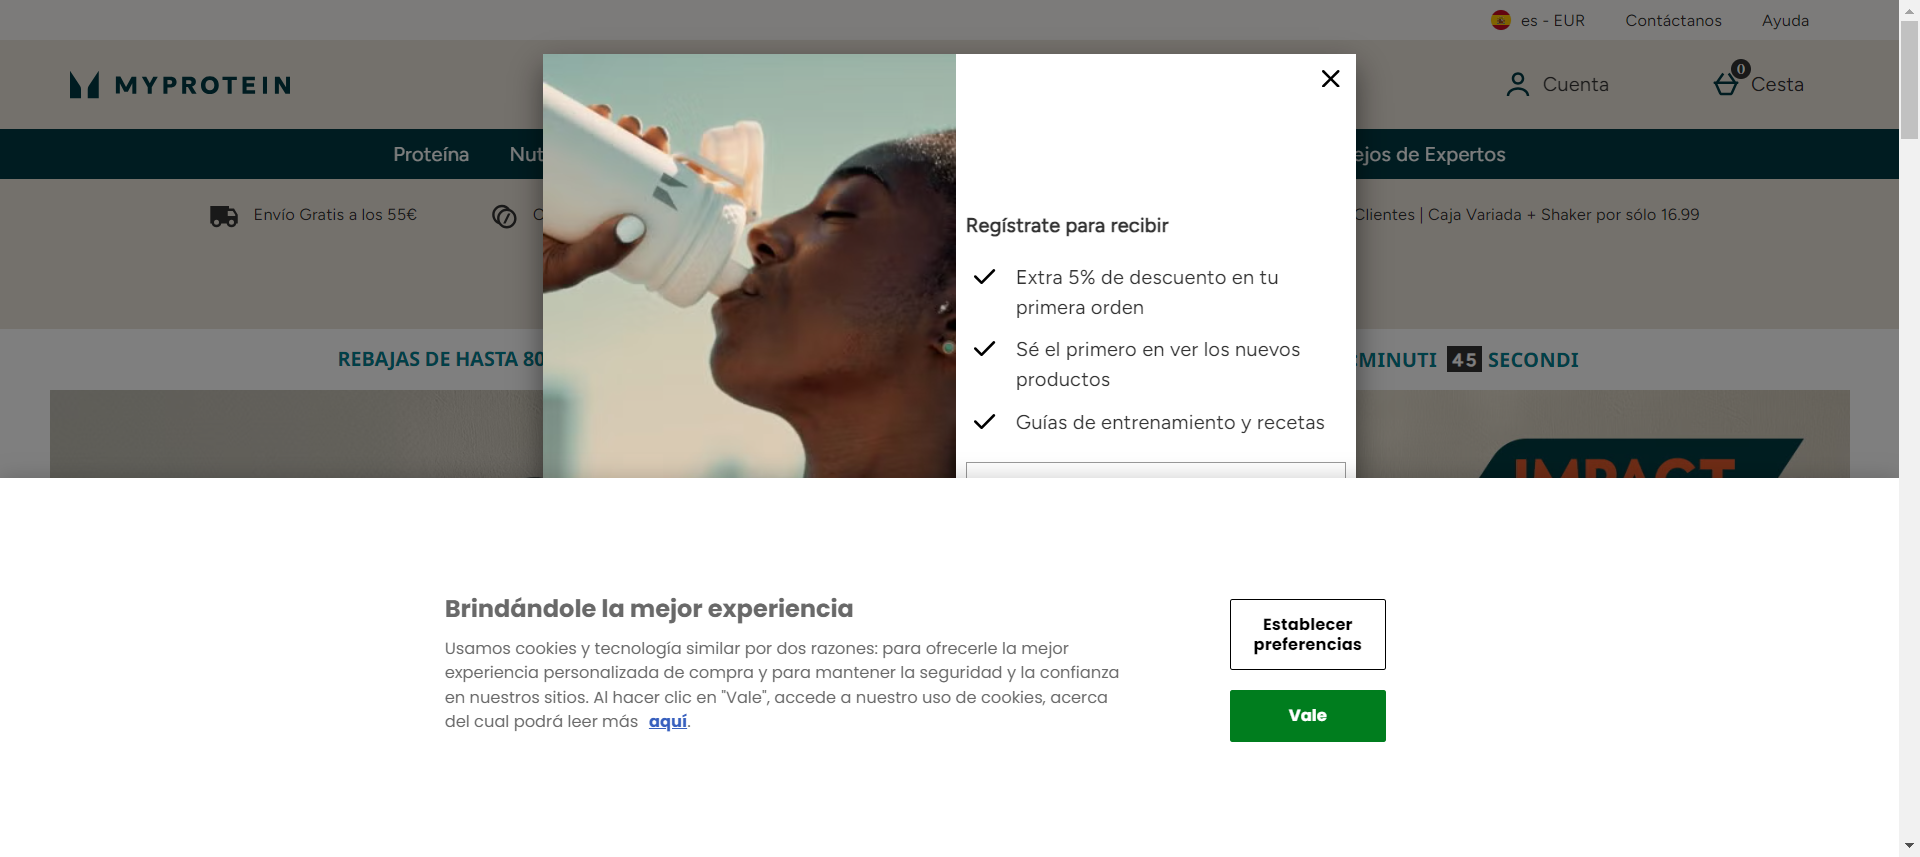 es - EUR
Contáctanos
Ayuda
MYPROTEIN
Cuenta
0
Cesta
Proteína
Nut
ejos de Expertos
Envío Gratis a los 55€
Clientes | Caja Variada + Shaker por sólo 16.99
REBAJAS DE HASTA 80
MINUTI 45 SECONDI
IMPACT
Regístrate para recibir
Extra 5% de descuento en tu
primera orden
Sé el primero en ver los nuevos
productos
Guías de entrenamiento y recetas
Brindándole la mejor experiencia
Usamos cookies y tecnología similar por dos razones: para ofrecerle la mejor
experiencia personalizada de compra y para mantener la seguridad y la confianza
en nuestros sitios. Al hacer clic en "Vale", accede a nuestro uso de cookies, acerca
del cual podrá leer más aquí.
Establecer
preferencias
Vale